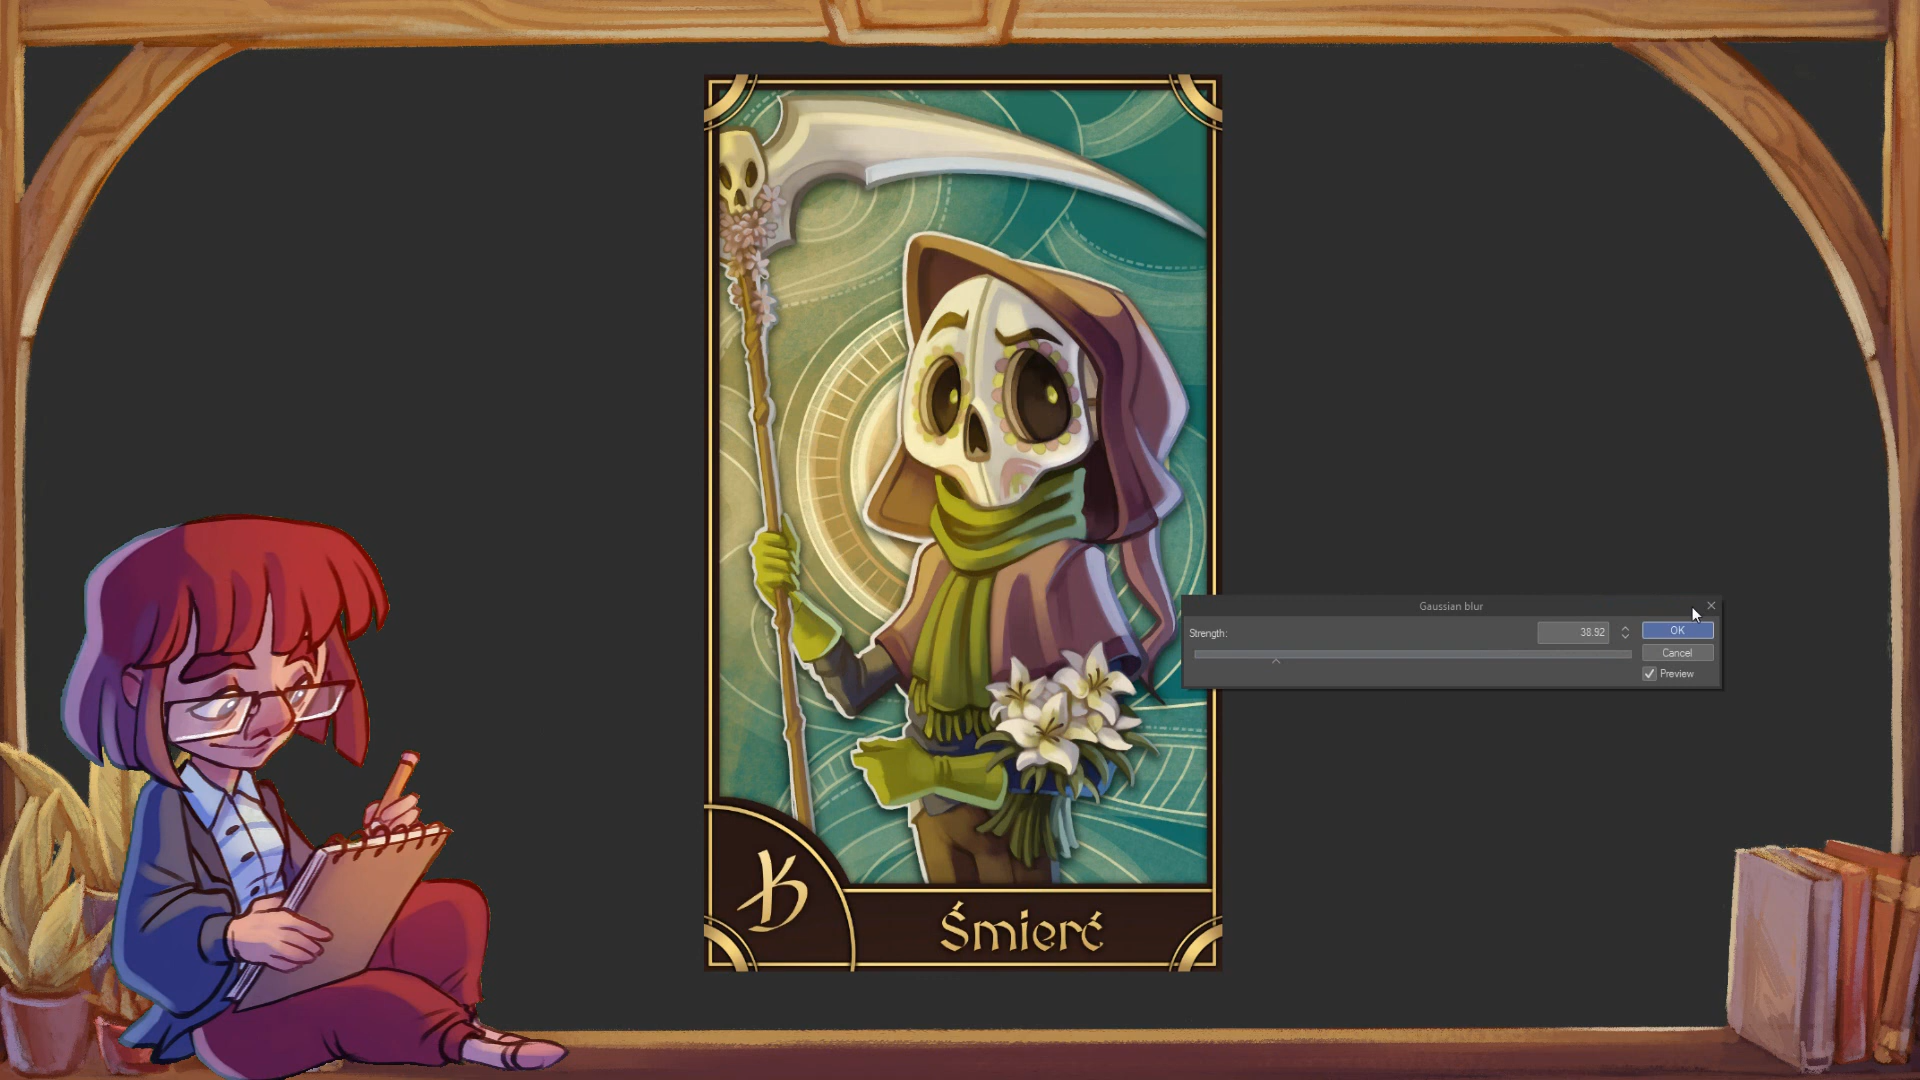 Gaussian blur
Strength:
38.92
OK
Cancel
Preview
K
Śmierć